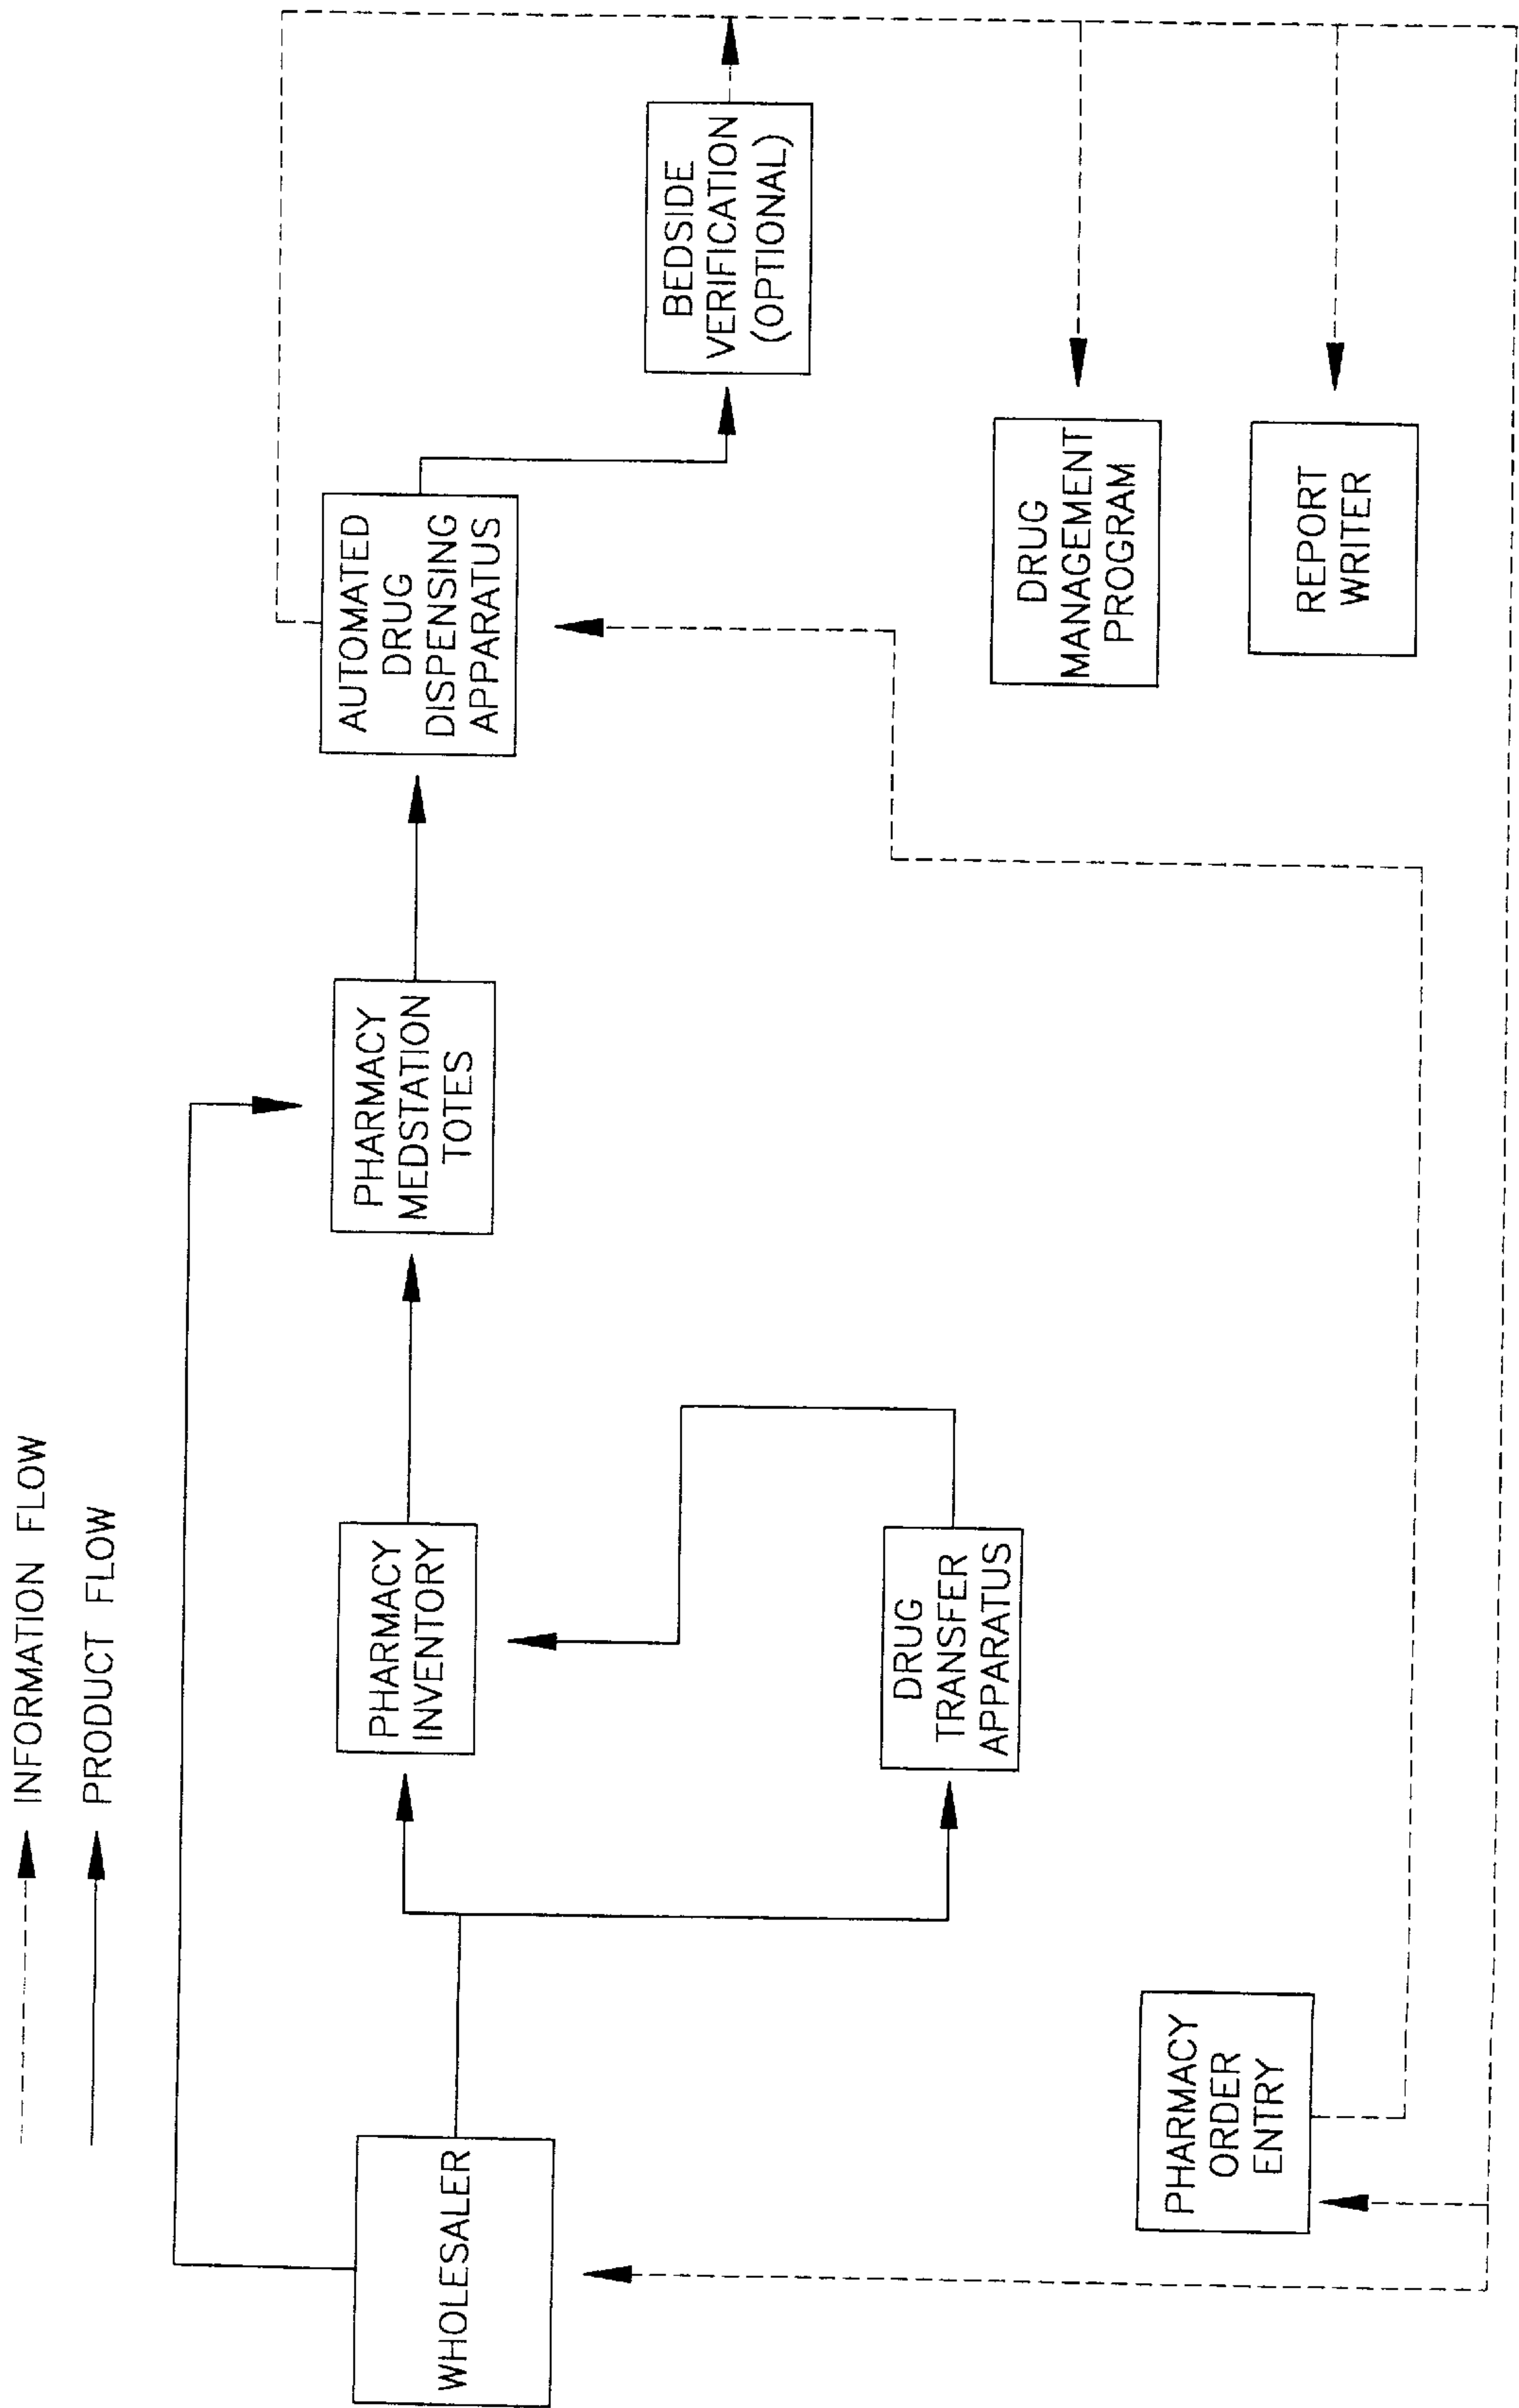 INFORMATION FLOW
PRODUCT FLOW
WHOLESALER
PHARMACY
INVENTORY
PHARMACY
MEDSTATION
TOTES
AUTOMATED
DRUG
DISPENSING
APPARATUS
BEDSIDE
VERIFICATION
(OPTIONAL)
DRUG
TRANSFER
APPARATUS
DRUG
MANAGEMENT
PROGRAM
PHARMACY
ORDER
ENTRY
REPORT
WRITER